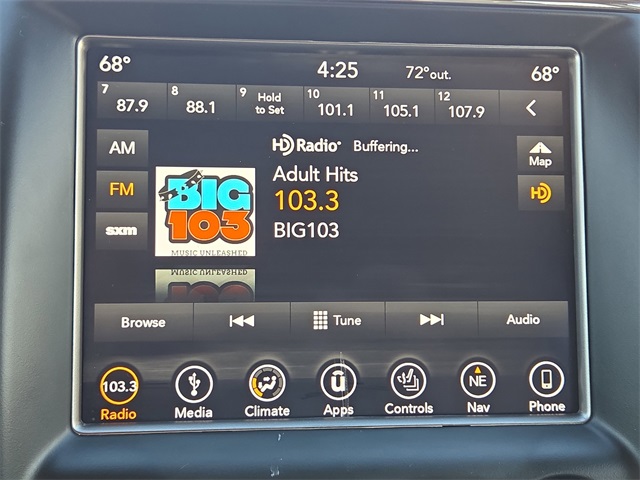 68° 4:25 72°out. 68°
7 87.9 8 88.1 9 Hold to Set 10 101.1 11 105.1 12 107.9
AM HD Radio Buffering... Map
FM Adult Hits HD
BIG 103 103.3
sxm BIG103
MUSIC UNLEASHED
Browse Tune Audio
103.3 NE
Radio Media Climate Apps Controls Nav Phone